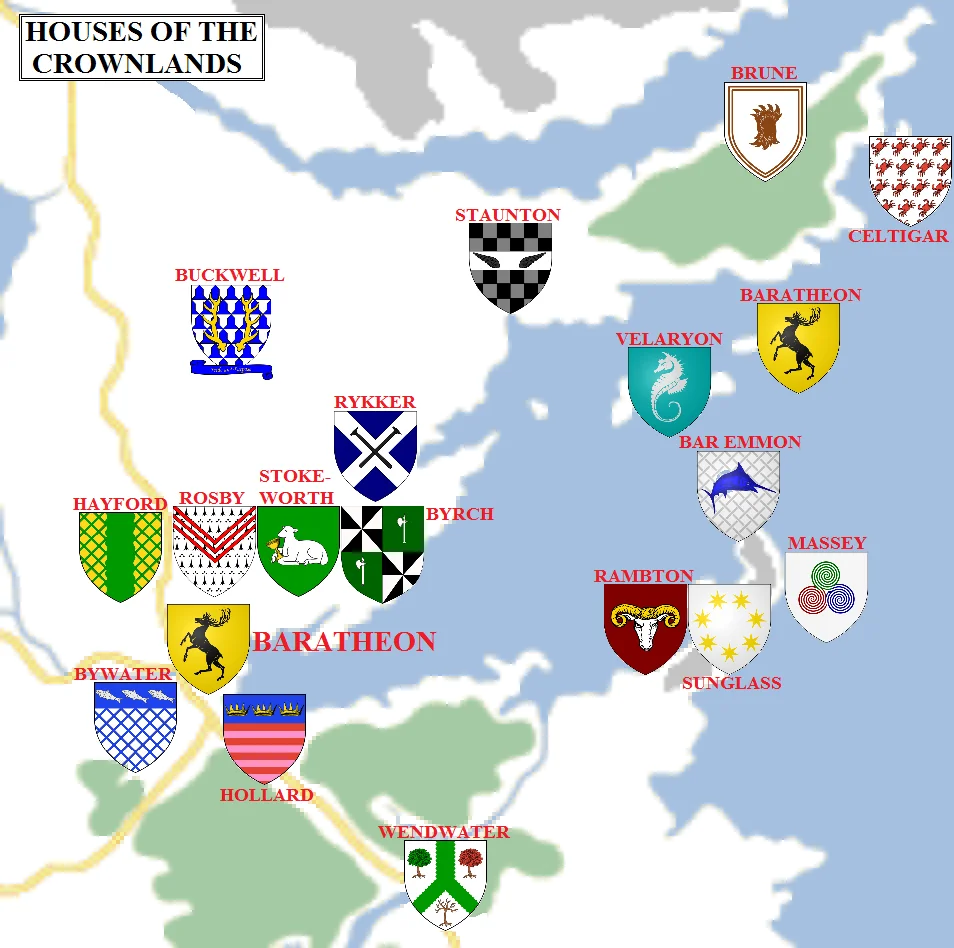 HOUSES OF THE
CROWNLANDS
BRUNE
STAUNTON
CELTIGAR
BUCKWELL
BARATHEON
VELARYON
RYKKER
BAR EMMON
STOKE-
WORTH
HAYFORD
ROSBY
BYRCH
MASSEY
RAMBTON
BARATHEON
BYWATER
SUNGLASS
HOLLARD
WENDWATER